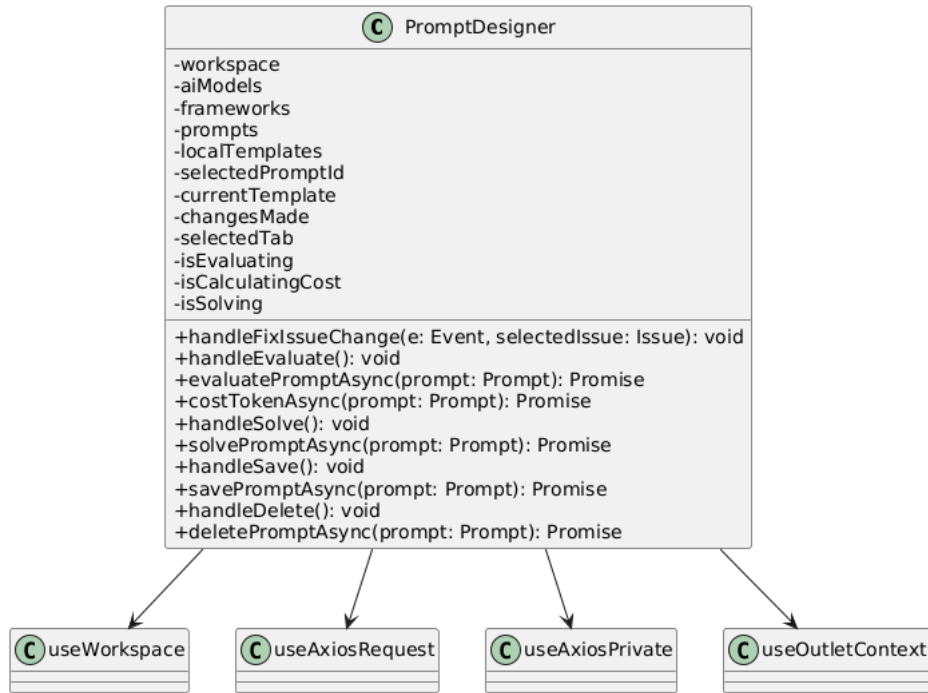 C PromptDesigner
-workspace
-aiModels
-frameworks
-prompts
-localTemplates
-selectedPromptId
-currentTemplate
-changesMade
-selectedTab
-isEvaluating
-isCalculatingCost
-isSolving
+handleFixIssueChange(e: Event, selectedIssue: Issue): void
+handleEvaluate(): void
+evaluatePromptAsync(prompt: Prompt): Promise
+costTokenAsync(prompt: Prompt): Promise
+handleSolve(): void
+solvePromptAsync(prompt: Prompt): Promise
+handleSave(): void
+savePromptAsync(prompt: Prompt): Promise
+handleDelete(): void
+deletePromptAsync(prompt: Prompt): Promise
C useWorkspace
C useAxiosRequest
C useAxiosPrivate
C useOutletContext